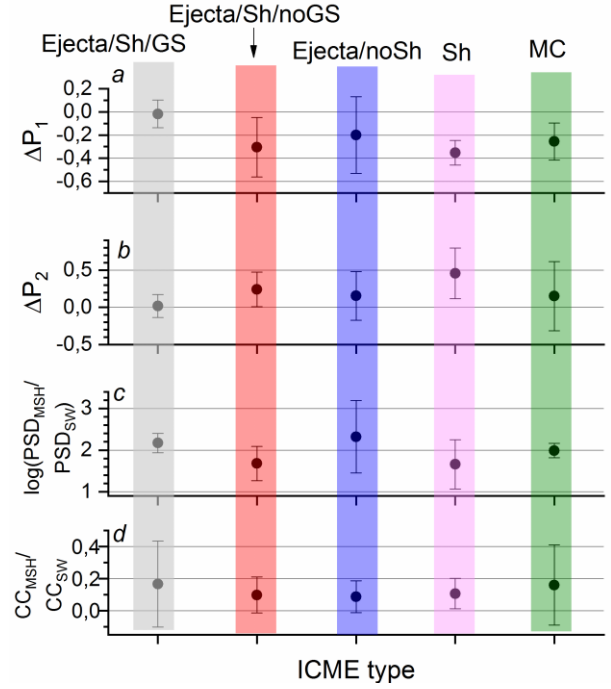 Ejecta/Sh/noGS
Ejecta/Sh/GS
Ejecta/noSh
Sh
MC
a
0,2
0,0
-0,2
-0,4
-0,6
ΔP1
b
0,5
0,0
-0,5
ΔP2
c
3
2
1
log(PSDMSH/
PSDSW)
d
0,4
0,2
0,0
CCMSH/
CCSW
ICME type